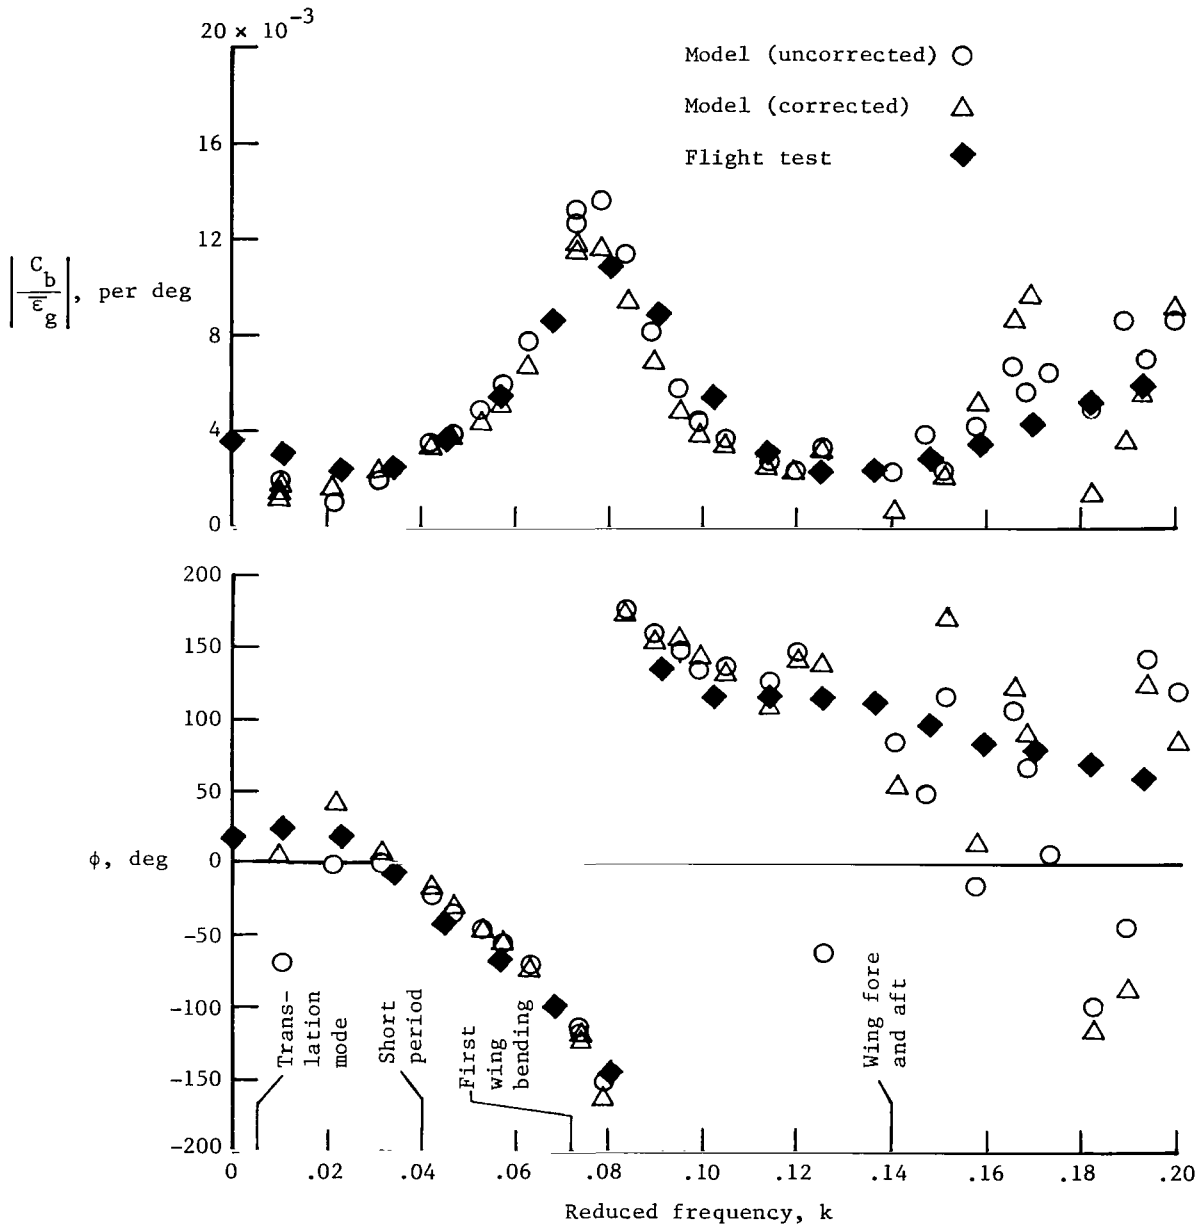 20 × 10⁻³
Model (uncorrected)
Model (corrected)
Flight test
16
12
8
4
0
|C_b / ε̅_g|, per deg
200
150
100
50
0
-50
-100
-150
-200
φ, deg
Trans-
lation
mode
Short
period
First
wing
bending
Wing fore
and aft
0 .02 .04 .06 .08 .10 .12 .14 .16 .18 .20
Reduced frequency, k